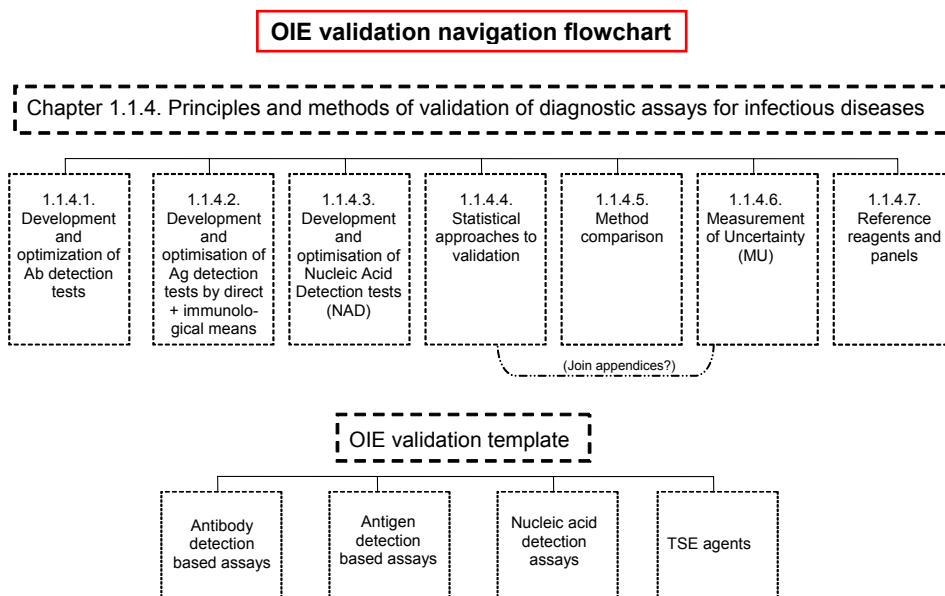 OIE validation navigation flowchart
Chapter 1.1.4. Principles and methods of validation of diagnostic assays for infectious diseases
1.1.4.1.
Development
and
optimization of
Ab detection
tests
1.1.4.2.
Development
and
optimisation of
Ag detection
tests by direct
+ immunolo-
gical means
1.1.4.3.
Development
and
optimisation of
Nucleic Acid
Detection tests
(NAD)
1.1.4.4.
Statistical
approaches to
validation
1.1.4.5.
Method
comparison
1.1.4.6.
Measurement
of Uncertainty
(MU)
1.1.4.7.
Reference
reagents and
panels
(Join appendices?)
OIE validation template
Antibody
detection
based assays
Antigen
detection
based assays
Nucleic acid
detection
assays
TSE agents